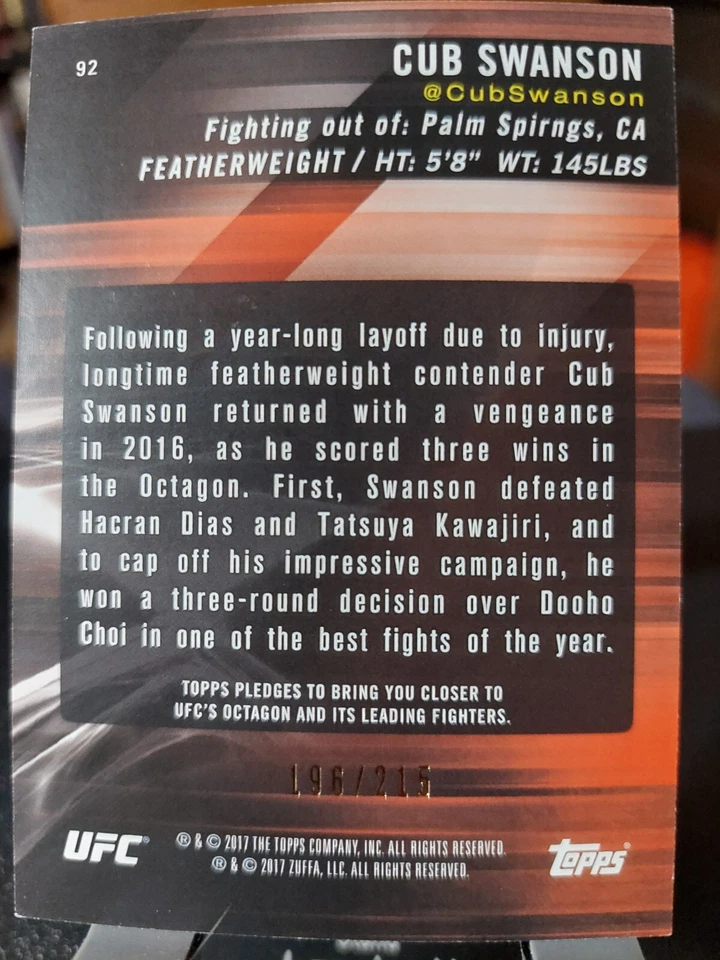 92
CUB SWANSON
@CubSwanson
Fighting out of: Palm Spirngs, CA
FEATHERWEIGHT / HT: 5'8" WT: 145LBS
Following a year-long layoff due to injury,
longtime featherweight contender Cub
Swanson returned with a vengeance
in 2016, as he scored three wins in
the Octagon. First, Swanson defeated
Hacran Dias and Tatsuya Kawajiri, and
to cap off his impressive campaign, he
won a three-round decision over Dooho
Choi in one of the best fights of the year.
TOPPS PLEDGES TO BRING YOU CLOSER TO
UFC'S OCTAGON AND ITS LEADING FIGHTERS.
196/215
UFC®
® & © 2017 THE TOPPS COMPANY, INC. ALL RIGHTS RESERVED.
® & © 2017 ZUFFA, LLC. ALL RIGHTS RESERVED.
topps®